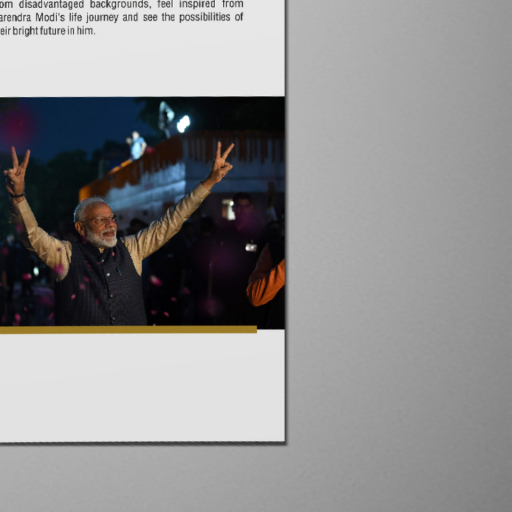 om disadvantaged backgrounds, feel inspired from
arendra Modi's life journey and see the possibilities of
eir bright future in him.